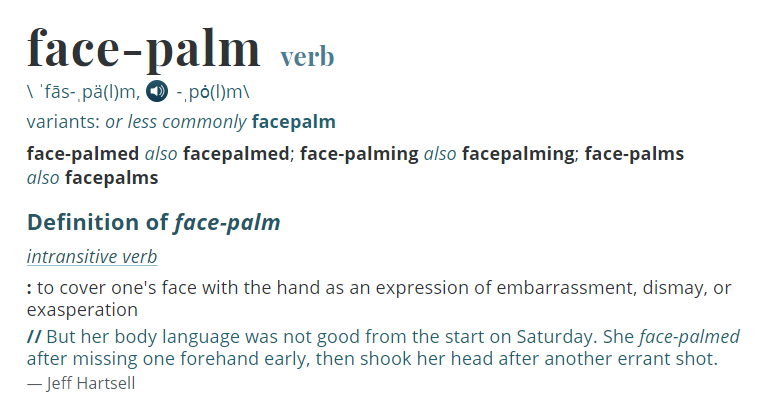 face-palm verb
\ ˈfās-ˌpä(l)m, -ˌpȯ(l)m\
variants: or less commonly facepalm
face-palmed also facepalmed; face-palming also facepalming; face-palms
also facepalms
Definition of face-palm
intransitive verb
: to cover one's face with the hand as an expression of embarrassment, dismay, or
exasperation
// But her body language was not good from the start on Saturday. She face-palmed
after missing one forehand early, then shook her head after another errant shot.
— Jeff Hartsell